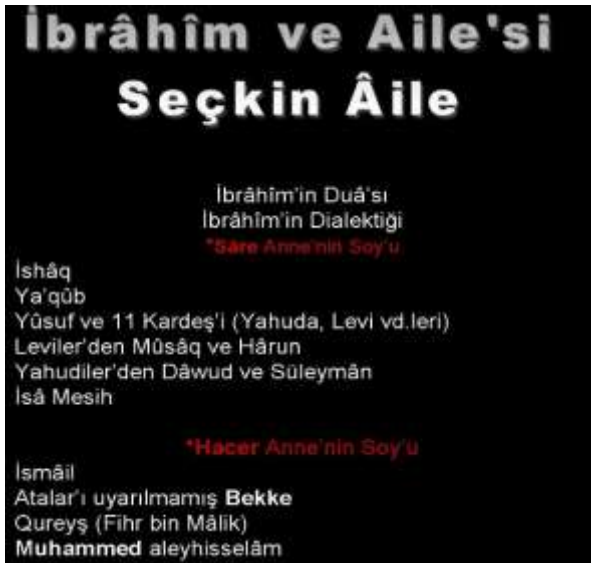 İbrâhîm ve Aile'si
Seçkin Âile
İbrâhîm'in Duâ'sı
İbrâhîm'in Dialektiği
*Sâre Anne'nin Soy'u
İshâq
Ya'qûb
Yûsuf ve 11 Kardeş'i (Yahuda, Levi vd.leri)
Leviler'den Mûsâq ve Hârun
Yahudiler'den Dâwud ve Süleymân
İsâ Mesih
*Hacer Anne'nin Soy'u
İsmâil
Atalar'ı uyarılmamış Bekke
Qureyş (Fihr bin Mâlik)
Muhammed aleyhisselâm